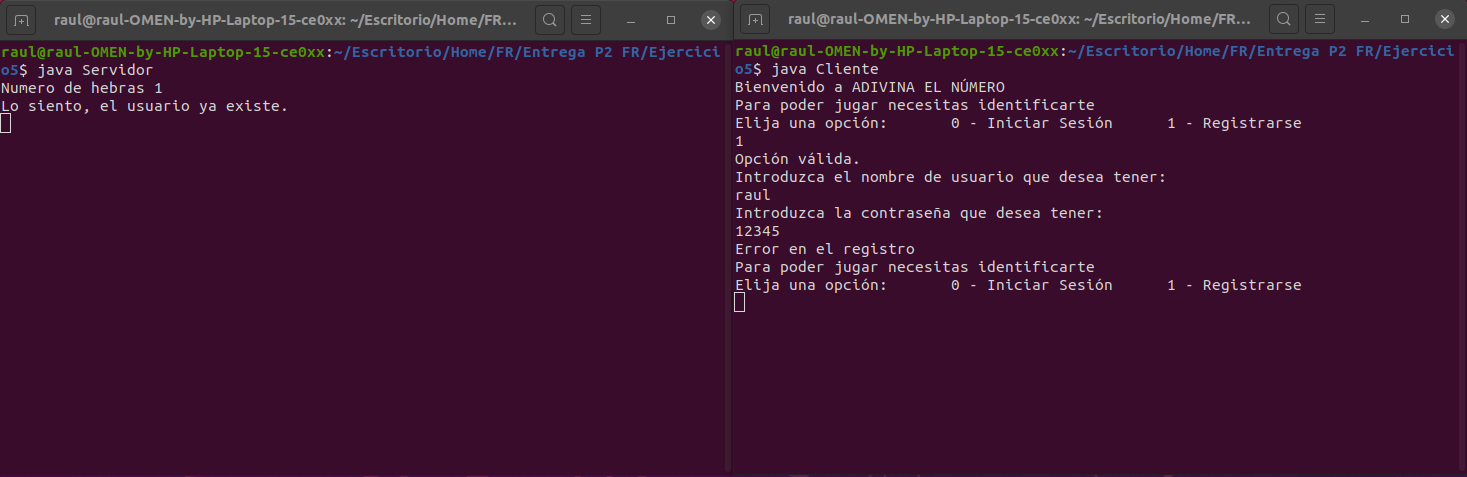 raul@raul-OMEN-by-HP-Laptop-15-ce0xx: ~/Escritorio/Home/FR...
raul@raul-OMEN-by-HP-Laptop-15-ce0xx:~/Escritorio/Home/FR/Entrega P2 FR/Ejercici
o5$ java Servidor
Numero de hebras 1
Lo siento, el usuario ya existe.
raul@raul-OMEN-by-HP-Laptop-15-ce0xx: ~/Escritorio/Home/FR/E...
raul@raul-OMEN-by-HP-Laptop-15-ce0xx:~/Escritorio/Home/FR/Entrega P2 FR/Ejercici
o5$ java Cliente
Bienvenido a ADIVINA EL NÚMERO
Para poder jugar necesitas identificarte
Elija una opción:       0 - Iniciar Sesión      1 - Registrarse
1
Opción válida.
Introduzca el nombre de usuario que desea tener:
raul
Introduzca la contraseña que desea tener:
12345
Error en el registro
Para poder jugar necesitas identificarte
Elija una opción:       0 - Iniciar Sesión      1 - Registrarse